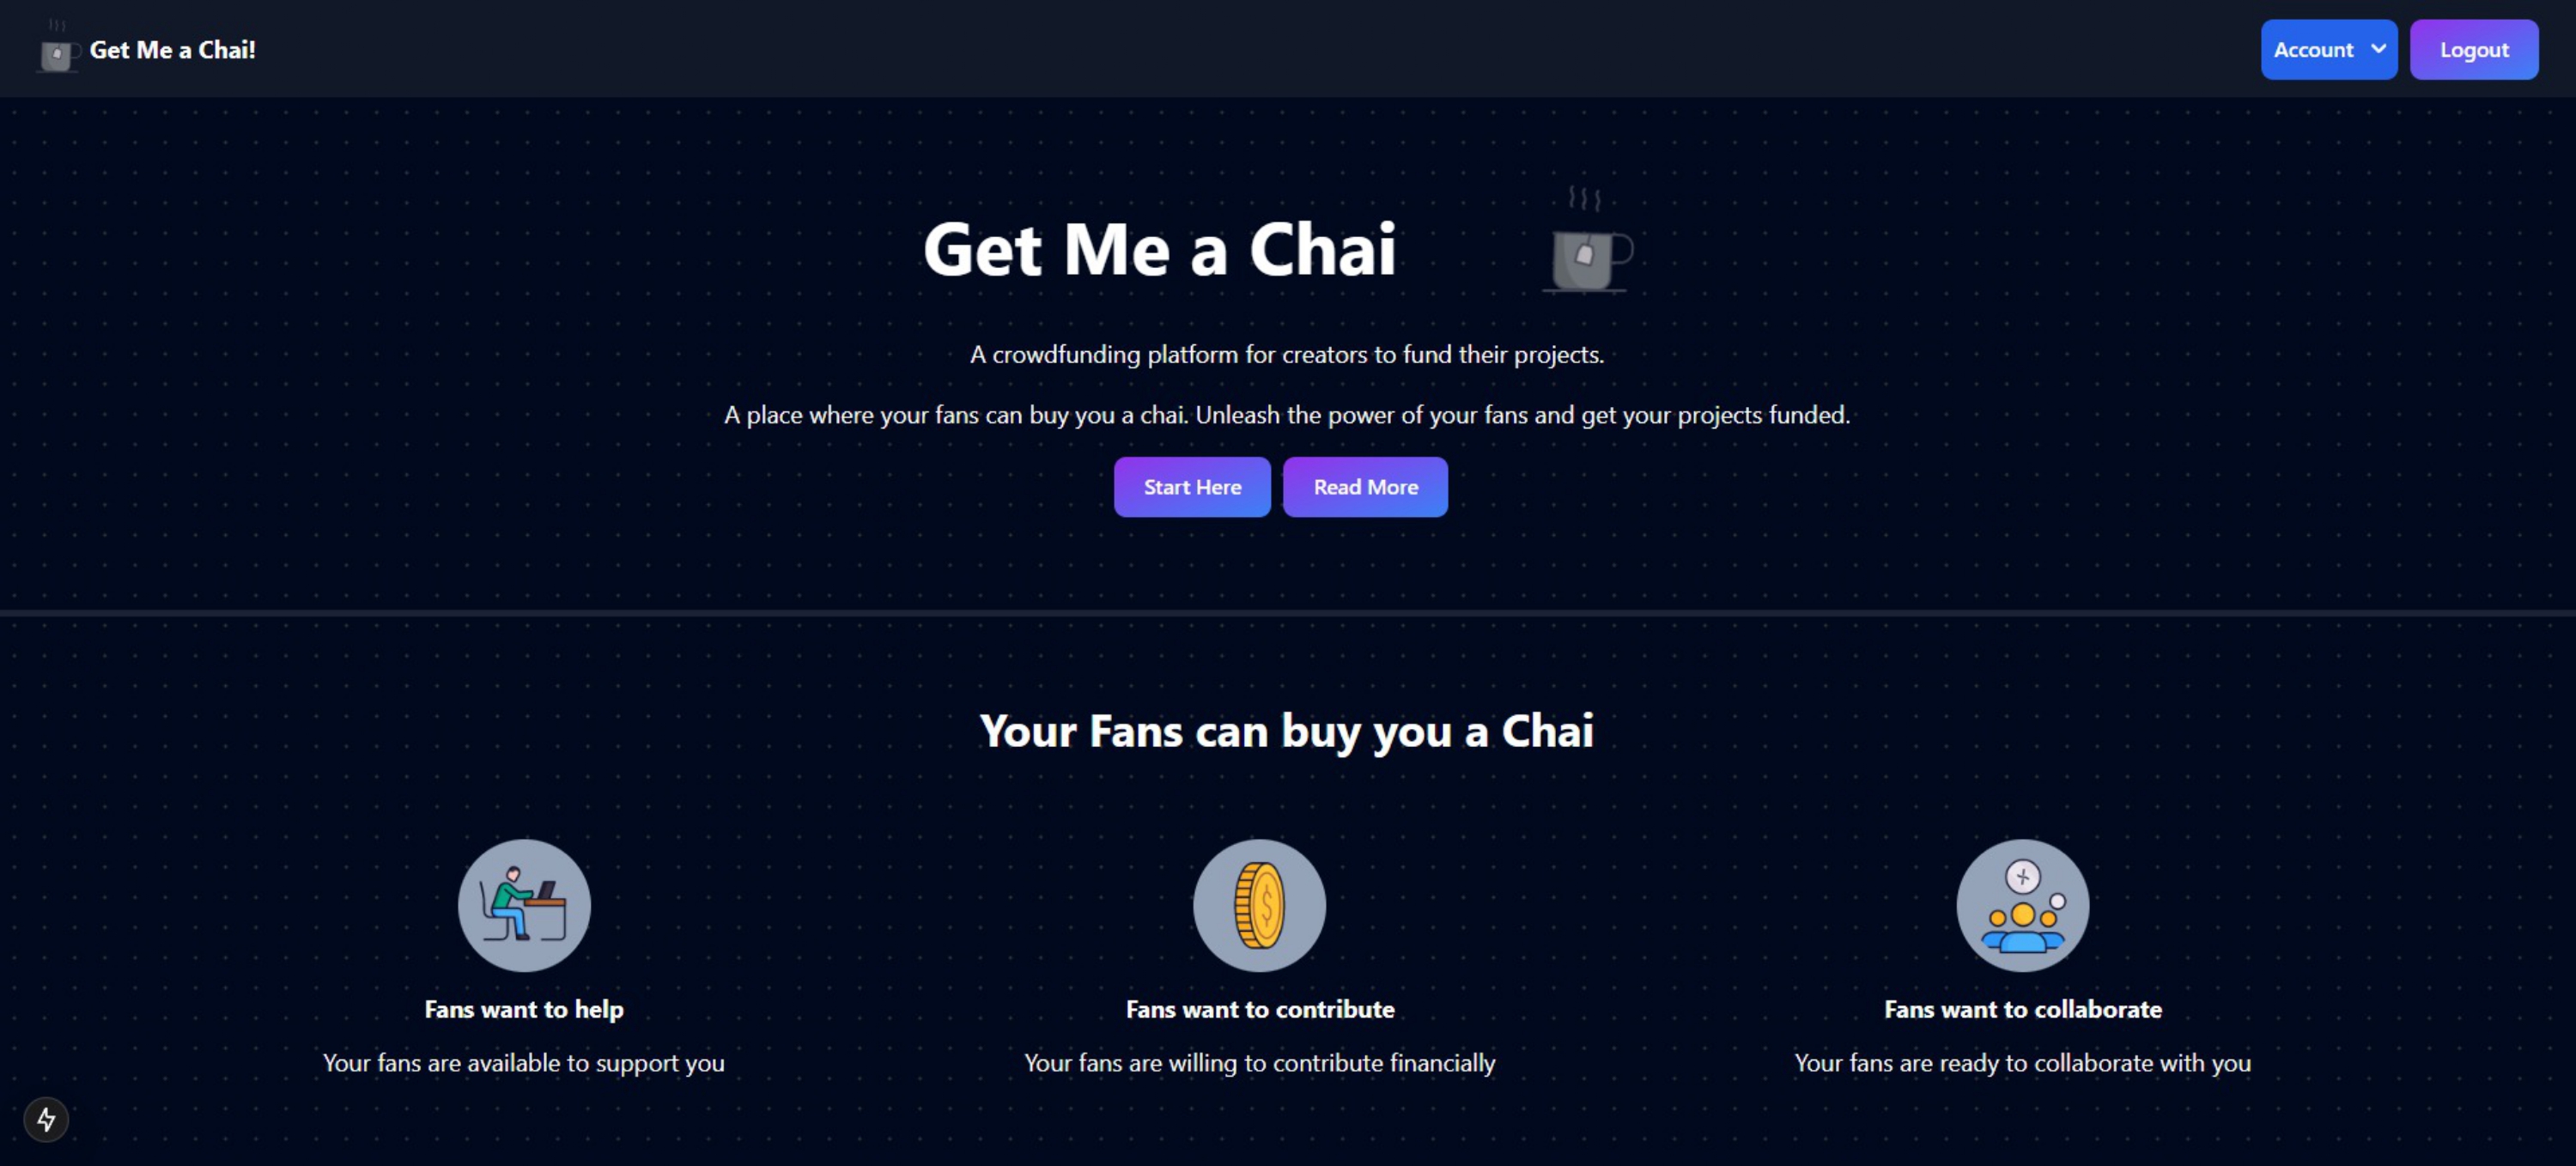 Get Me a Chai!
Account
Logout
Get Me a Chai
A crowdfunding platform for creators to fund their projects.
A place where your fans can buy you a chai. Unleash the power of your fans and get your projects funded.
Start Here
Read More
Your Fans can buy you a Chai
Fans want to help
Your fans are available to support you
Fans want to contribute
Your fans are willing to contribute financially
Fans want to collaborate
Your fans are ready to collaborate with you